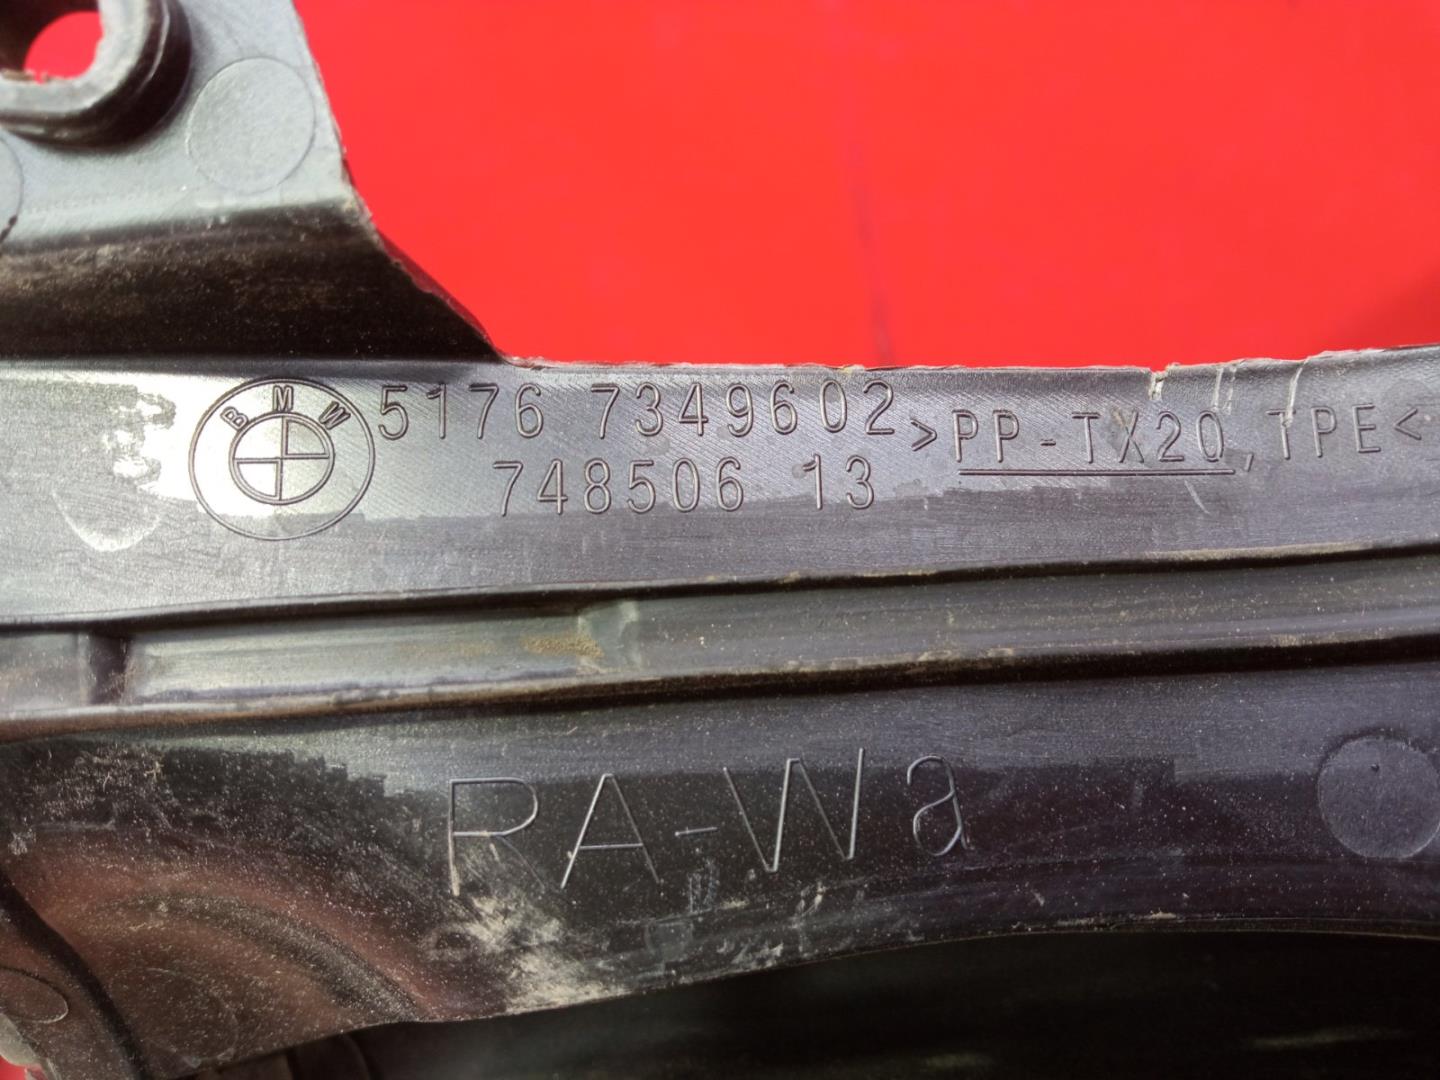 BMW 5176 7349602 >PP-TX20,TPE<
748506 13
RA-Wa